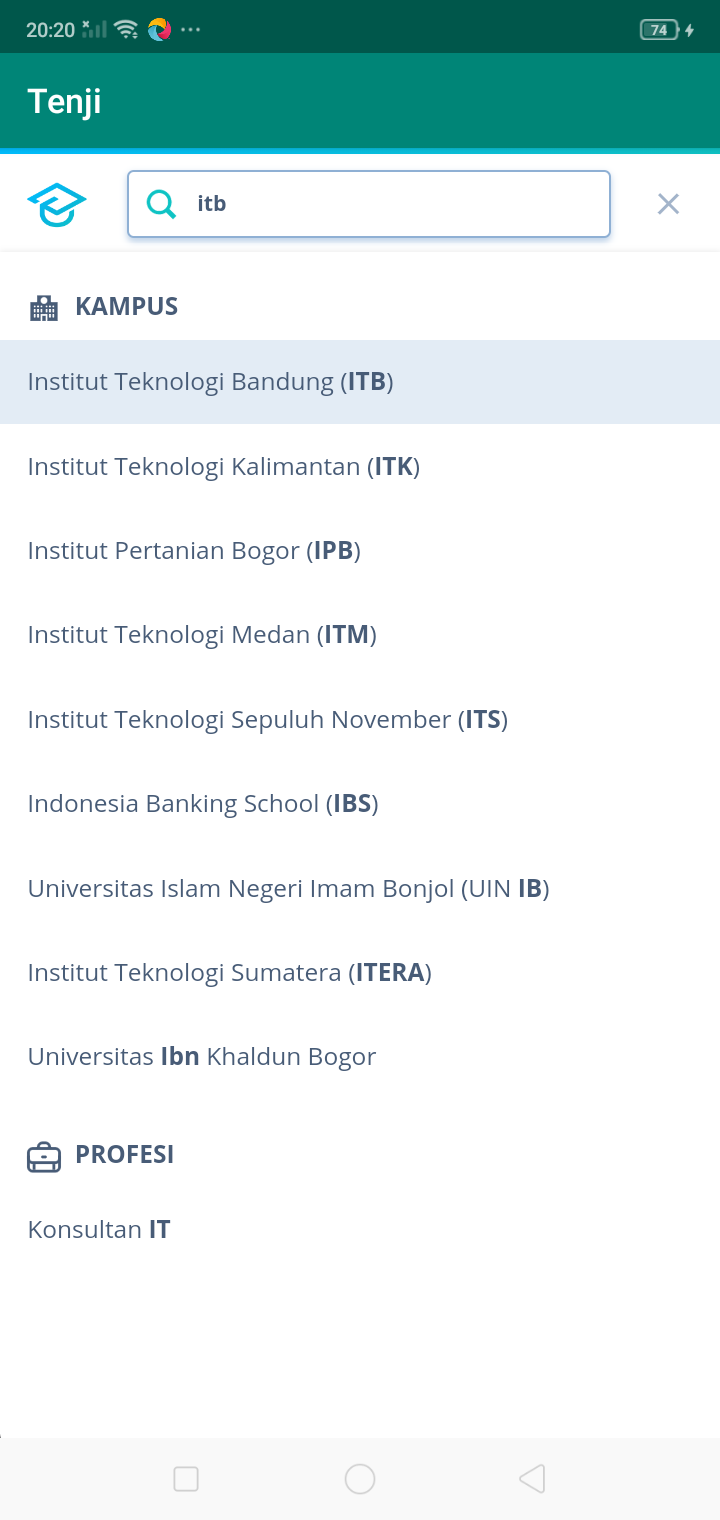 20:20
74
Tenji
itb
KAMPUS
Institut Teknologi Bandung (ITB)
Institut Teknologi Kalimantan (ITK)
Institut Pertanian Bogor (IPB)
Institut Teknologi Medan (ITM)
Institut Teknologi Sepuluh November (ITS)
Indonesia Banking School (IBS)
Universitas Islam Negeri Imam Bonjol (UIN IB)
Institut Teknologi Sumatera (ITERA)
Universitas Ibn Khaldun Bogor
PROFESI
Konsultan IT